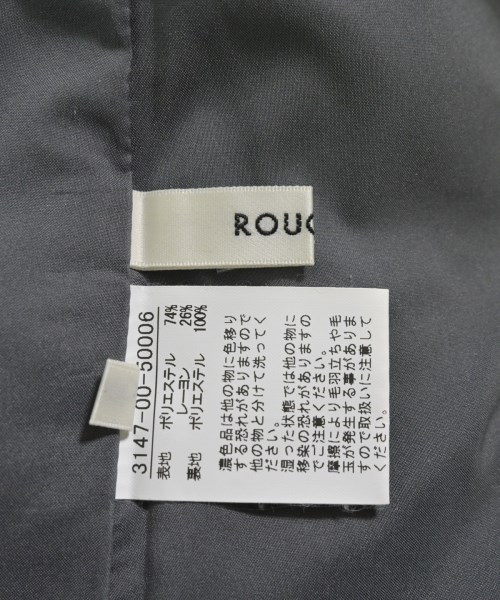 ROUG
3147-00-50006
表地 ポリエステル 74%
レーヨン 26%
裏地 ポリエステル 100%
濃色品は他の物に色移り
する恐れがありますので
他の物と分けて洗ってく
ださい。
湿った状態では他の物に
移染の恐れがありますの
でご注意ください。
摩擦により毛羽立ちや毛
玉が発生する事がありま
すので取扱いに注意して
ください。